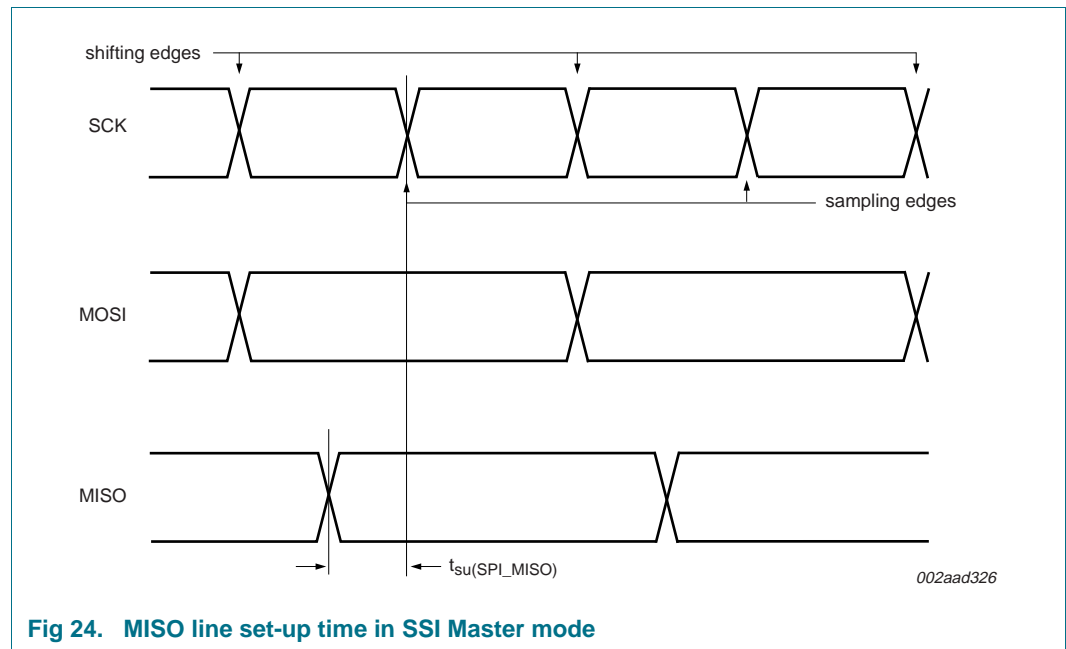 shifting edges
SCK
sampling edges
MOSI
MISO
tsu(SPI_MISO)
002aad326
Fig 24. MISO line set-up time in SSI Master mode